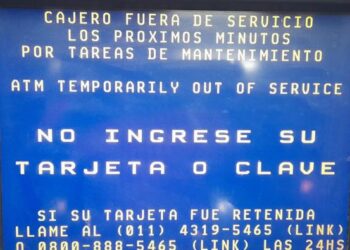 CAJERO FUERA DE SERVICIO
LOS PROXIMOS MINUTOS
POR TAREAS DE MANTENIMIENTO
ATM TEMPORARILY OUT OF SERVICE
NO INGRESE SU
TARJETA O CLAVE
SI SU TARJETA FUE RETENIDA
LLAME AL (011) 4319-5465 (LINK)
O 0800-888-5465 (LINK) LAS 24HS